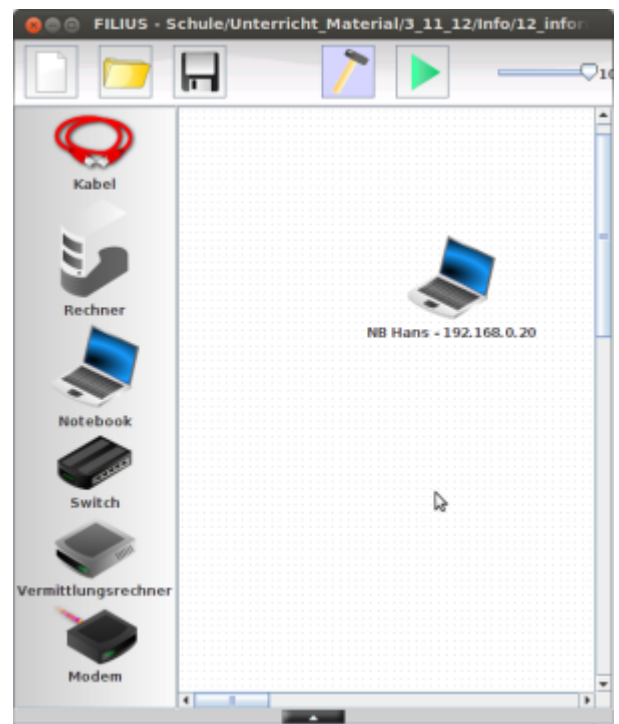 FILIUS - Schule/Unterricht_Material/3_11_12/Info/12_infor
Kabel
Rechner
NB Hans - 192.168.0.20
Notebook
Switch
Vermittlungsrechner
Modem